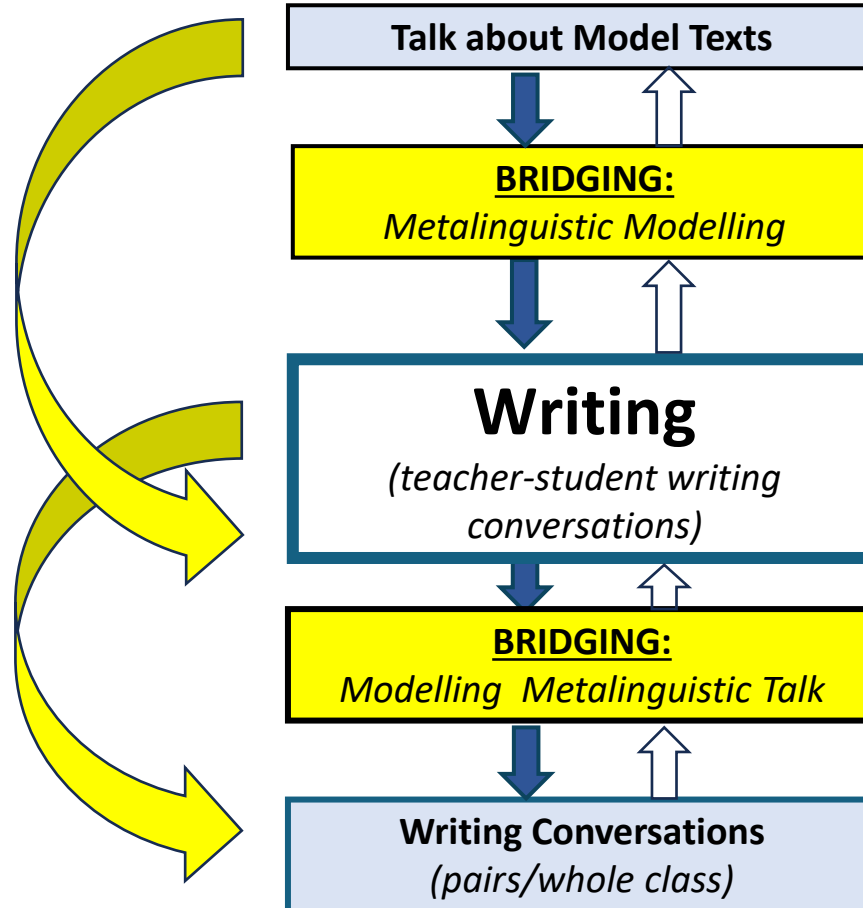 Talk about Model Texts
BRIDGING:
Metalinguistic Modelling
Writing
(teacher-student writing
conversations)
BRIDGING:
Modelling  Metalinguistic Talk
Writing Conversations
(pairs/whole class)